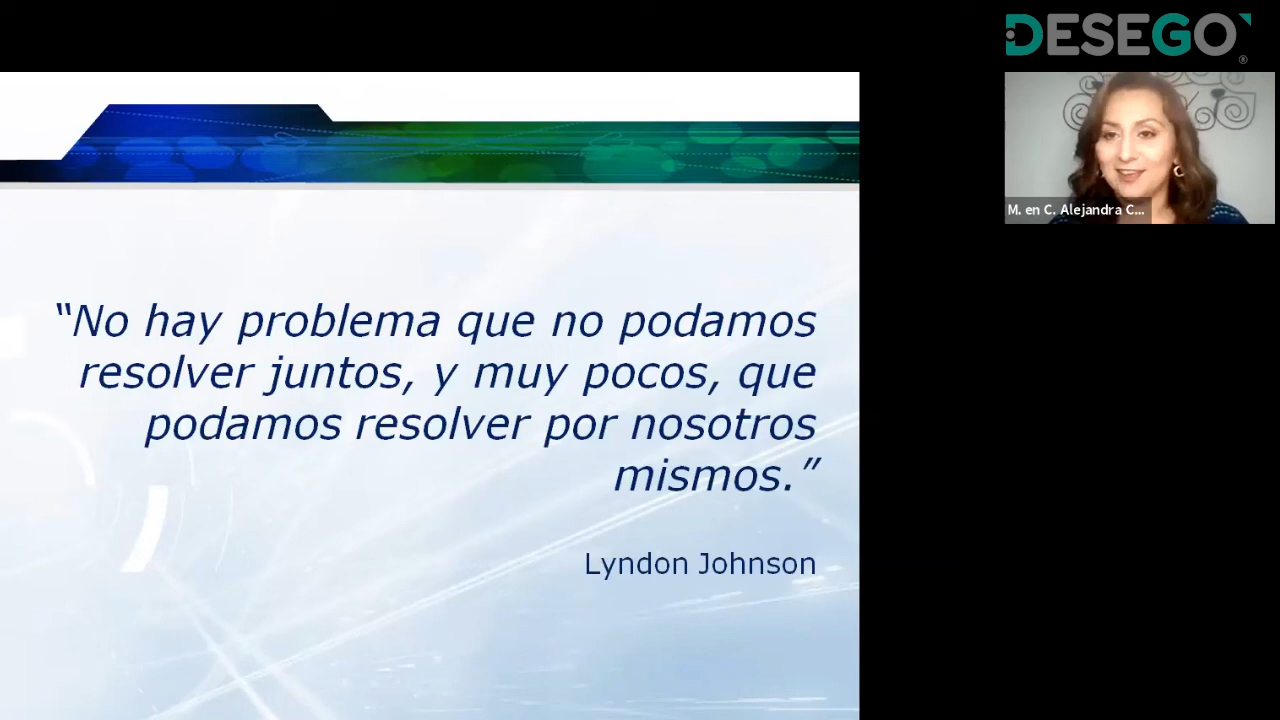 DESEGO
®
M. en C. Alejandra C...
“No hay problema que no podamos
resolver juntos, y muy pocos, que
podamos resolver por nosotros
mismos.”
Lyndon Johnson